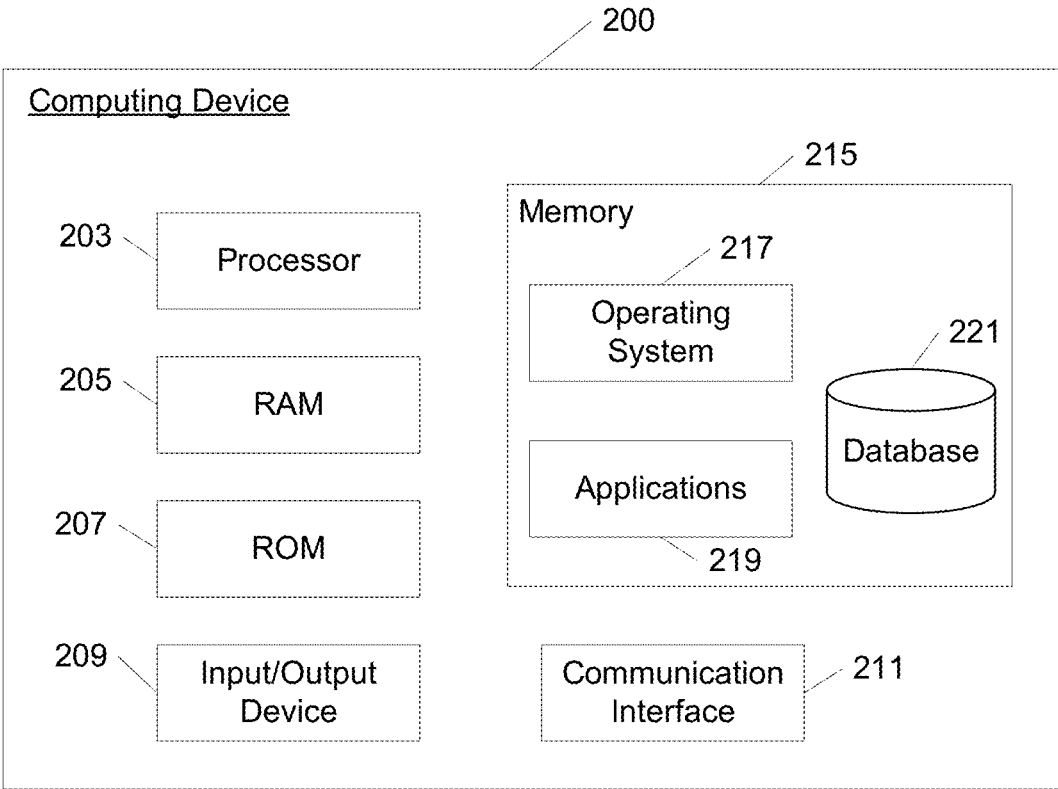 200
Computing Device
215
Memory
203
Processor
217
Operating
System
221
Database
205
RAM
Applications
219
207
ROM
209
Input/Output
Device
Communication
Interface
211